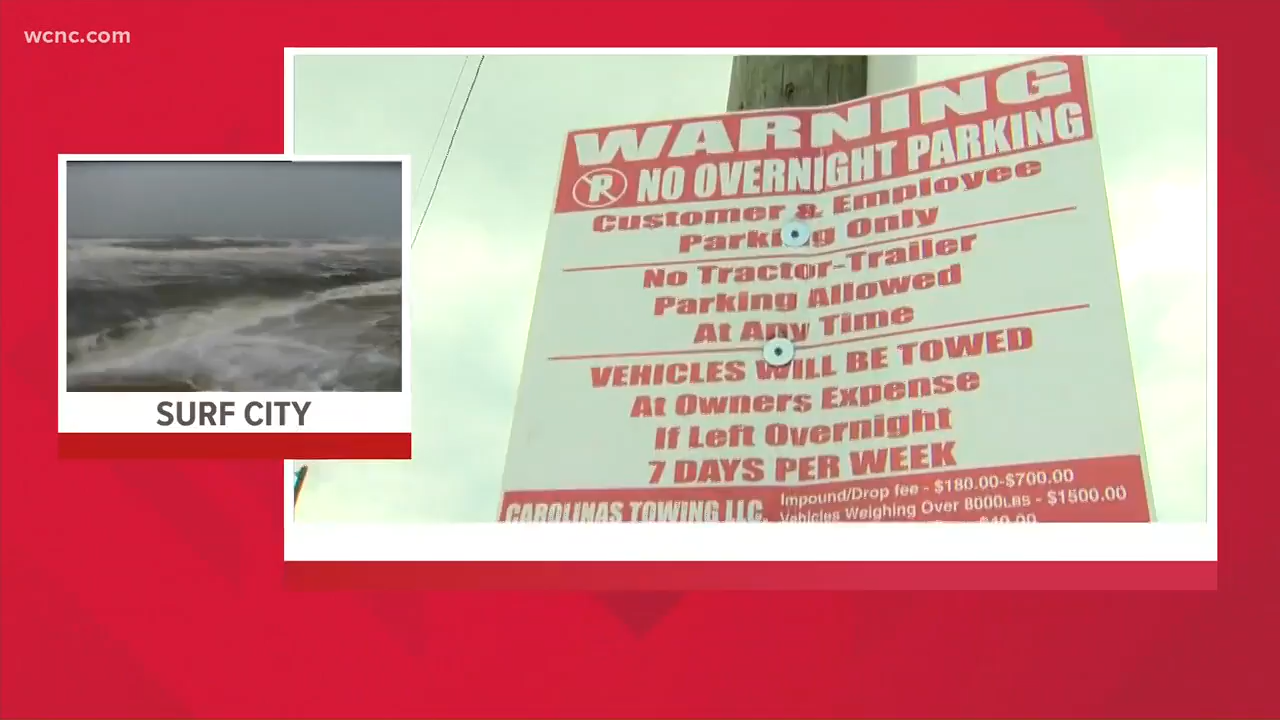 wcnc.com
WARNING
NO OVERNIGHT PARKING
Customer & Employee
Parking Only
No Tractor-Trailer
Parking Allowed
At Any Time
VEHICLES WILL BE TOWED
At Owners Expense
If Left Overnight
7 DAYS PER WEEK
CAROLINAS TOWING LLC.
Impound/Drop fee - $180.00-$700.00
Vehicles Weighing Over 8000LBS - $1500.00
SURF CITY